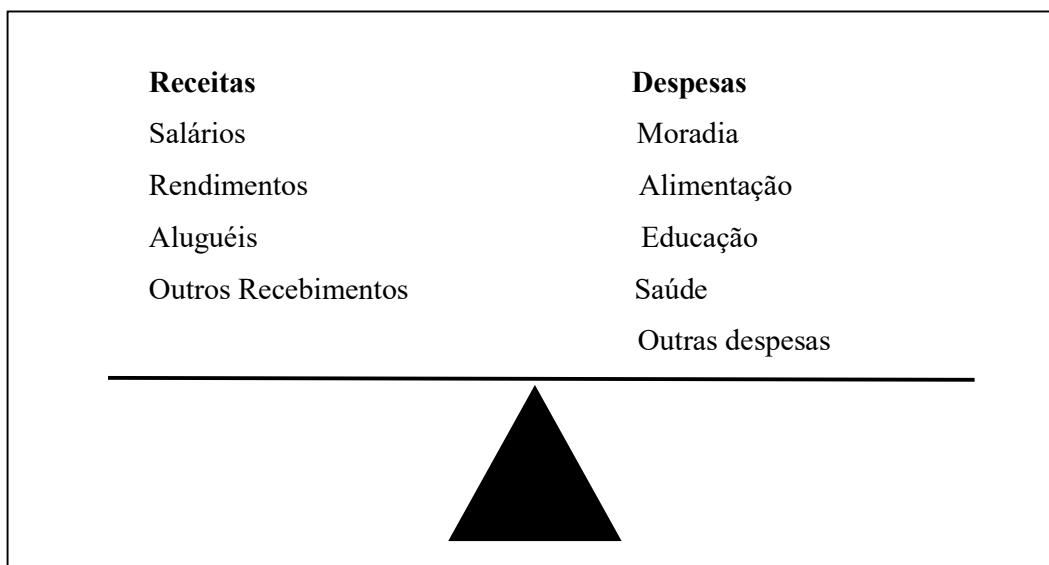 Receitas Despesas
Salários Moradia
Rendimentos Alimentação
Aluguéis Educação
Outros Recebimentos Saúde
Outras despesas